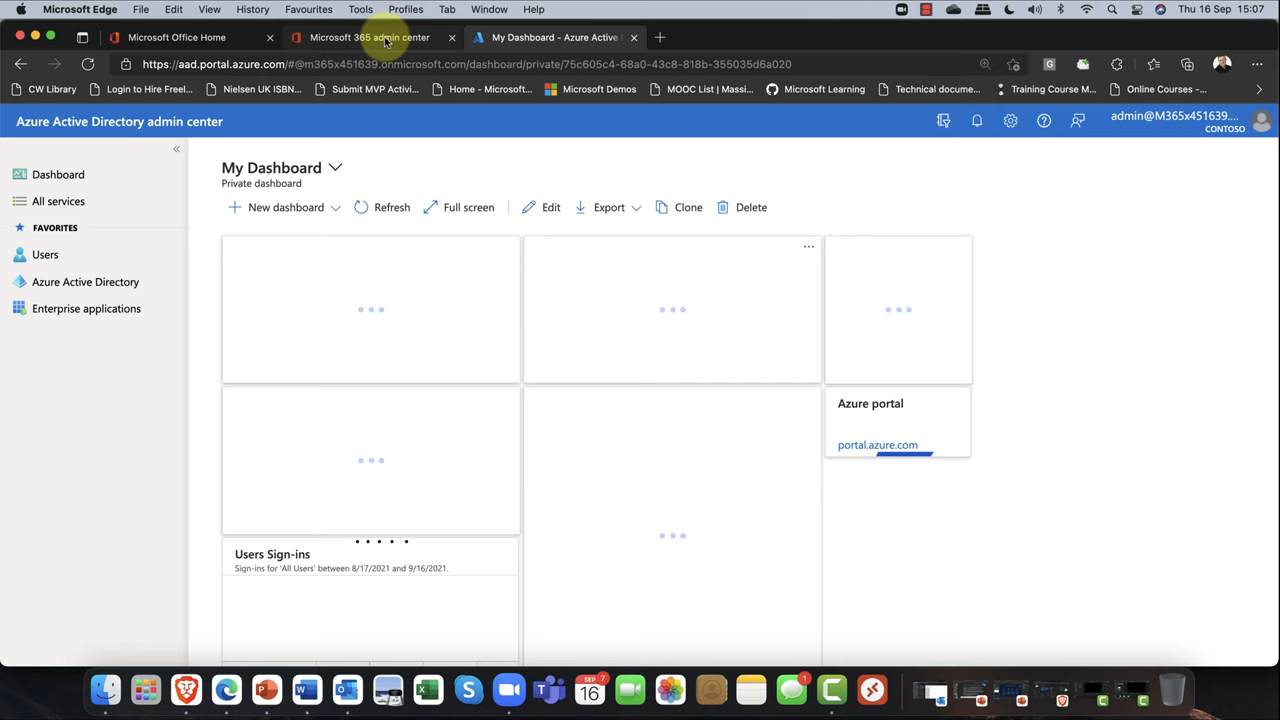 Microsoft Edge File Edit View History Favourites Tools Profiles Tab Window Help Thu 16 Sep 15:07
Microsoft Office Home Microsoft 365 admin center My Dashboard - Azure Active
https://aad.portal.azure.com/#@m365x451639.onmicrosoft.com/dashboard/private/75c605c4-68a0-43c8-818b-355035d6a020
CW Library Login to Hire Freel... Nielsen UK ISBN... Submit MVP Activi... Home - Microsoft... Microsoft Demos MOOC List | Massi... Microsoft Learning Technical docume... Training Course M... Online Courses -...
Azure Active Directory admin center
admin@M365x451639....
CONTOSO
Dashboard
All services
FAVORITES
Users
Azure Active Directory
Enterprise applications
My Dashboard
Private dashboard
New dashboard Refresh Full screen Edit Export Clone Delete
Azure portal
portal.azure.com
Users Sign-ins
Sign-ins for 'All Users' between 8/17/2021 and 9/16/2021.
SEP 7
16
1